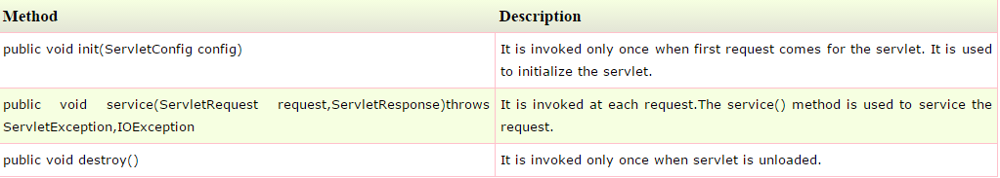 Method Description
public void init(ServletConfig config) It is invoked only once when first request comes for the servlet. It is used
to initialize the servlet.
public void service(ServletRequest request,ServletResponse)throws It is invoked at each request.The service() method is used to service the
ServletException,IOException request.
public void destroy() It is invoked only once when servlet is unloaded.